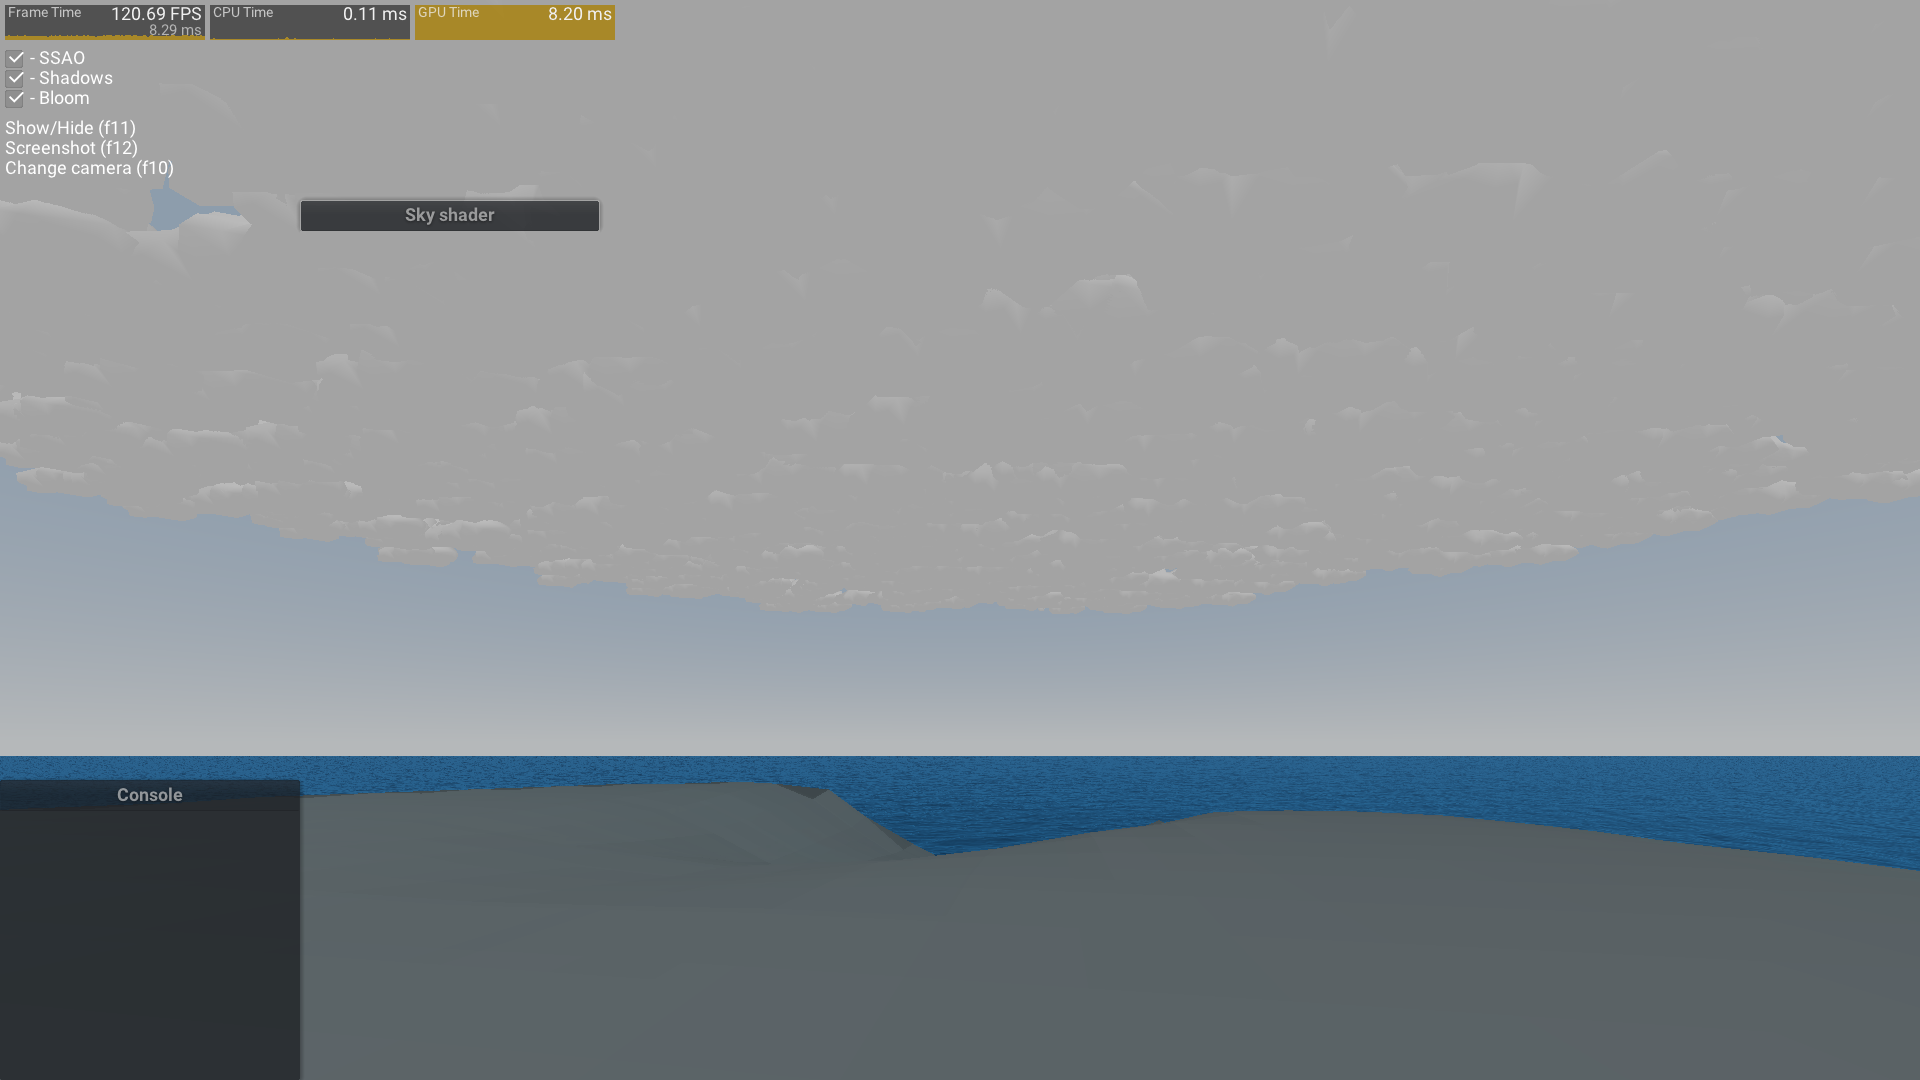 Frame Time 120.69 FPS
8.29 ms
CPU Time 0.11 ms
GPU Time 8.20 ms
- SSAO
- Shadows
- Bloom
Show/Hide (f11)
Screenshot (f12)
Change camera (f10)
Sky shader
Console